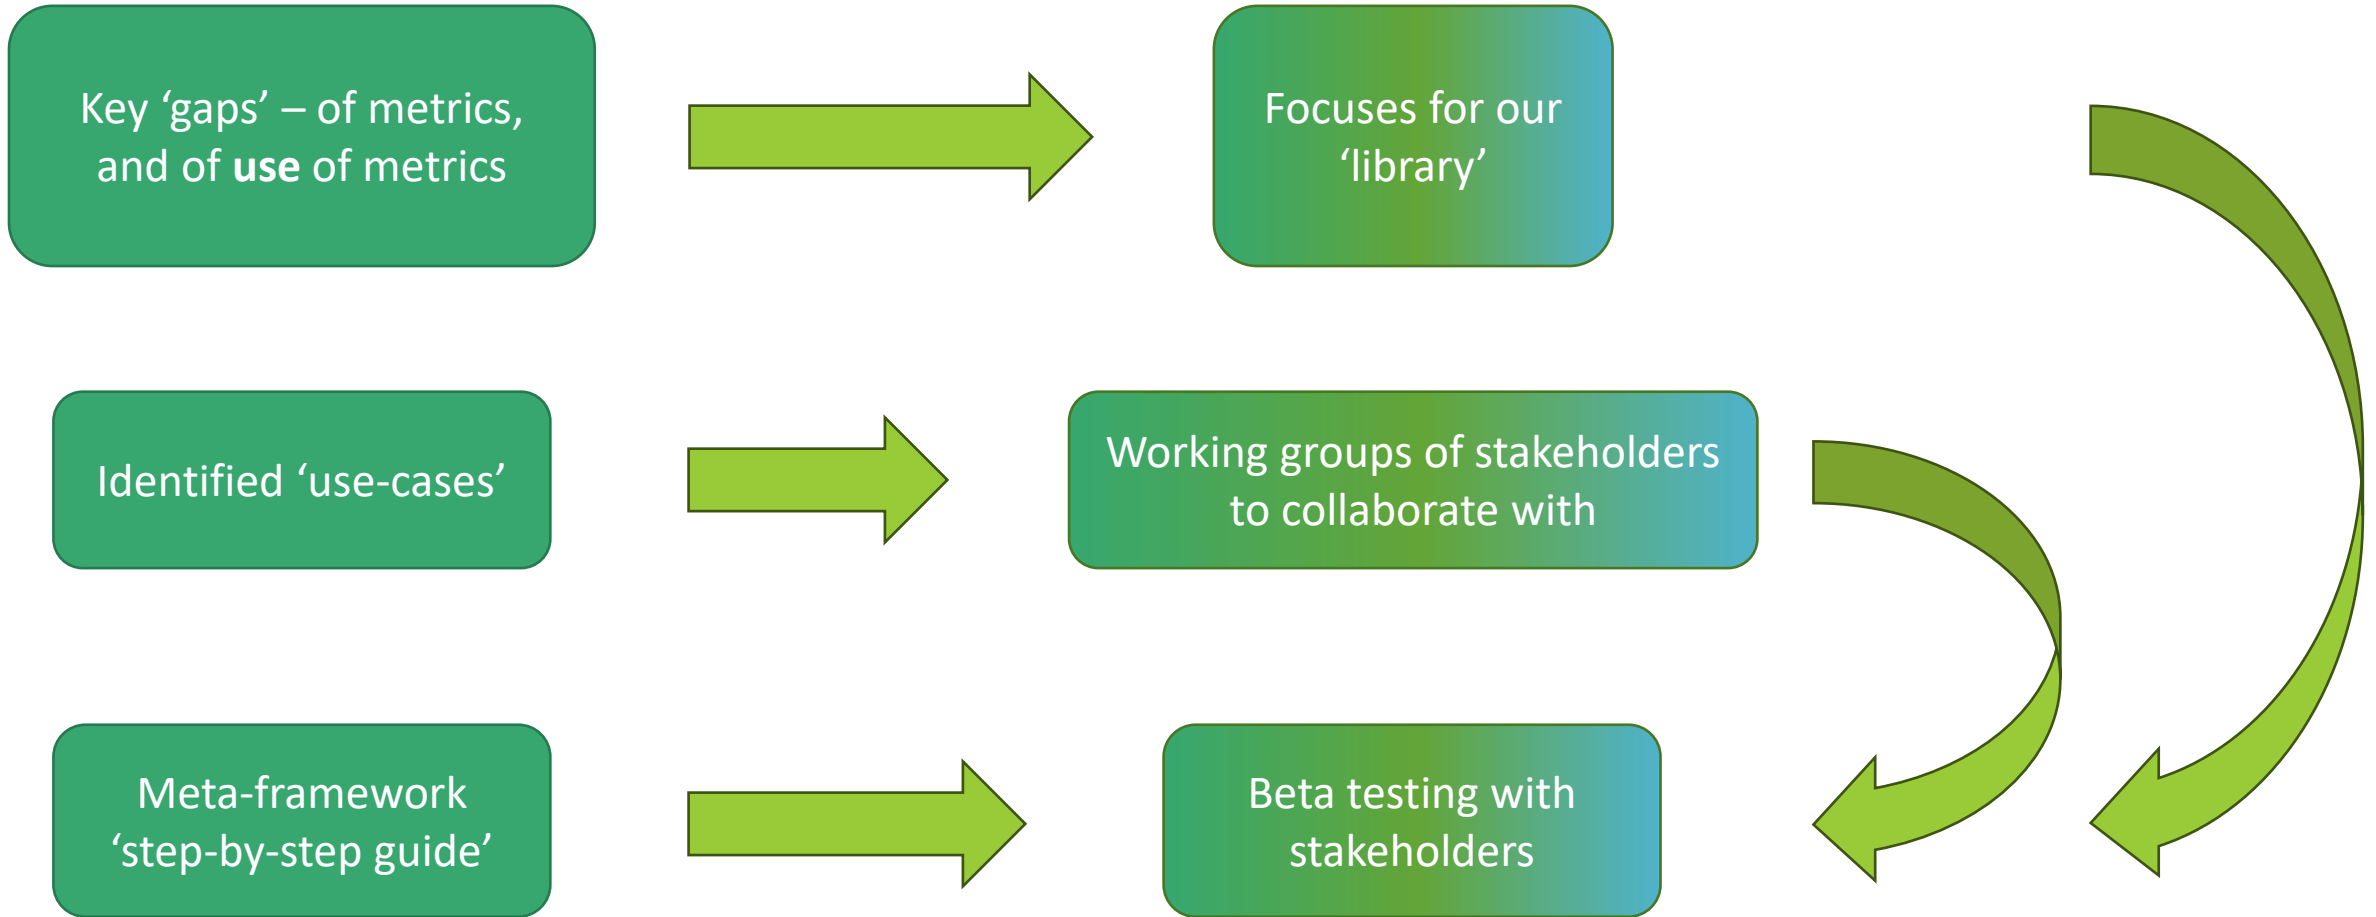 Key ‘gaps’ – of metrics,
and of use of metrics
Focuses for our
‘library’
Identified ‘use-cases’
Working groups of stakeholders
to collaborate with
Meta-framework
‘step-by-step guide’
Beta testing with
stakeholders